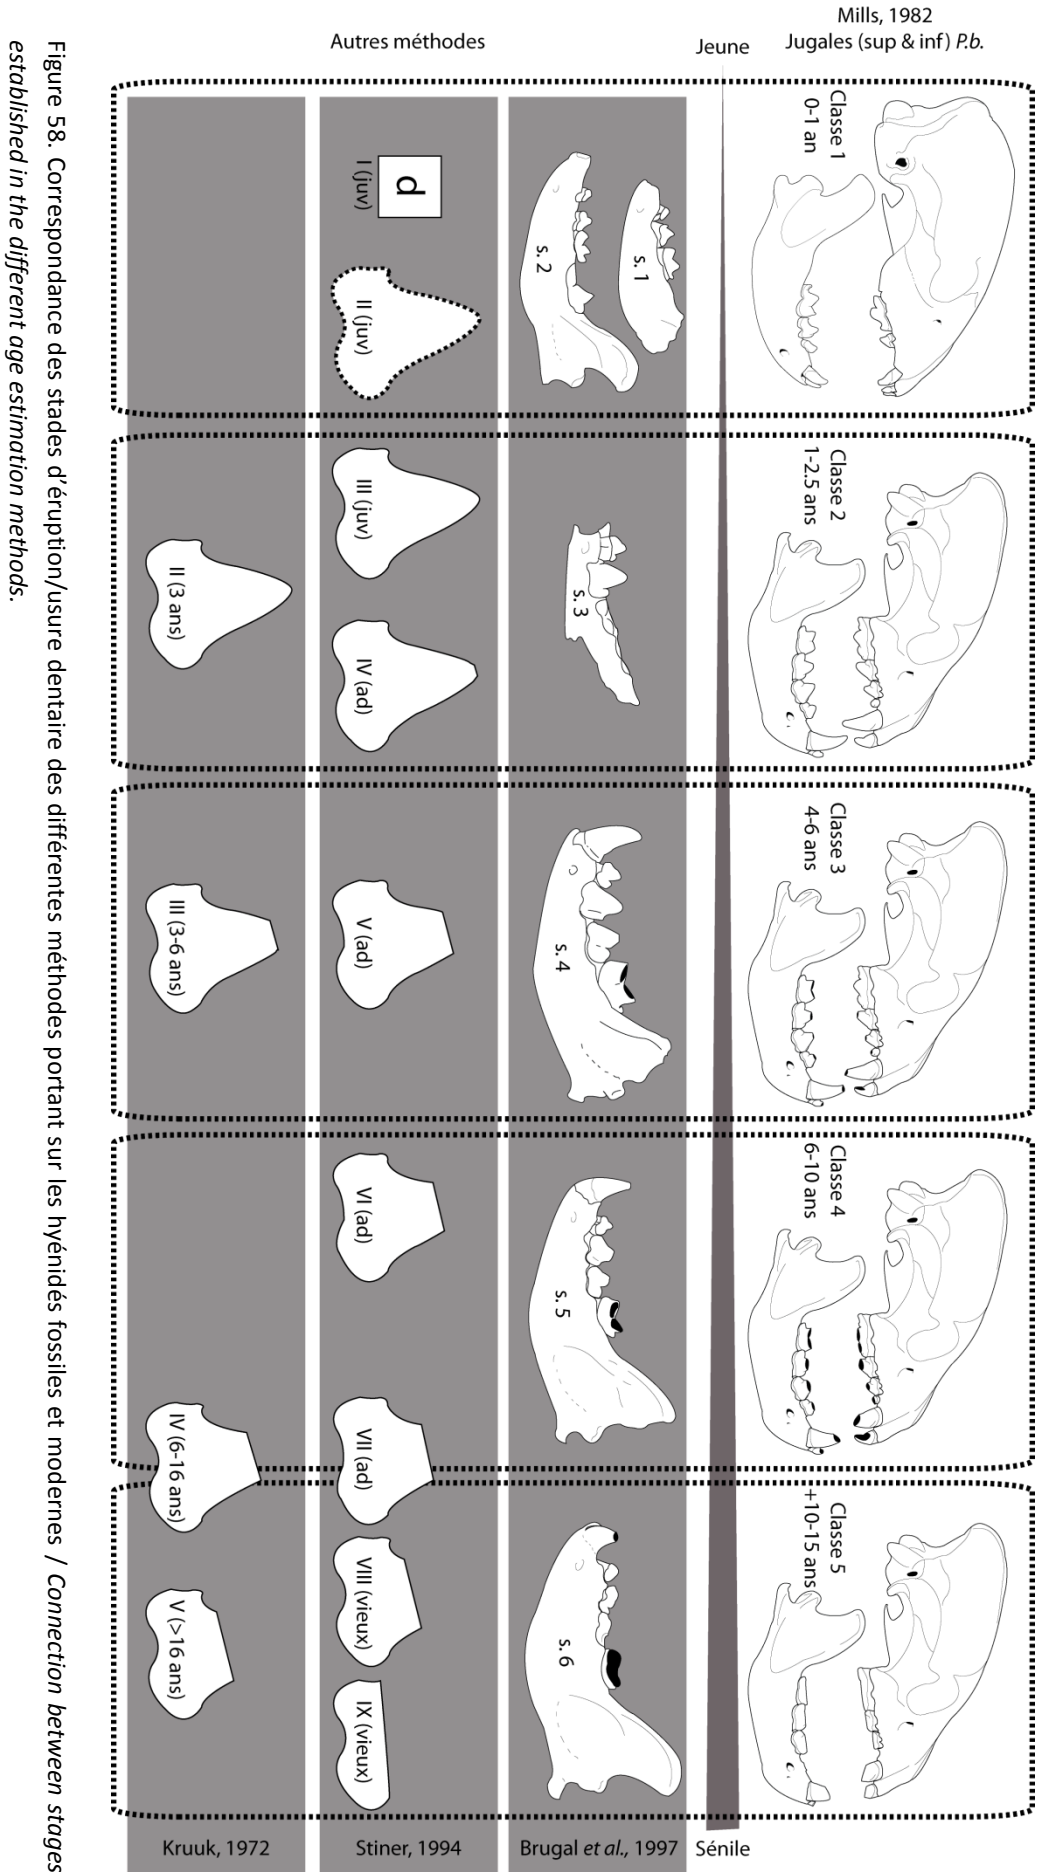 Mills, 1982
Jugales (sup & inf) P.b.
Jeune
Autres méthodes
Classe 1
0-1 an
Classe 2
1-2.5 ans
Classe 3
4-6 ans
Classe 4
6-10 ans
Classe 5
+10-15 ans
s. 1
s. 2
s. 3
s. 4
s. 5
s. 6
d
I (juv)
II (juv)
III (juv)
IV (ad)
V (ad)
VI (ad)
VII (ad)
VIII (vieux)
IX (vieux)
II (3 ans)
III (3-6 ans)
IV (6-16 ans)
V (>16 ans)
Kruuk, 1972
Stiner, 1994
Brugal et al., 1997
Sénile
Figure 58. Correspondance des stades d'éruption/usure dentaire des différentes méthodes portant sur les hyénidés fossiles et modernes / Connection between stages
established in the different age estimation methods.